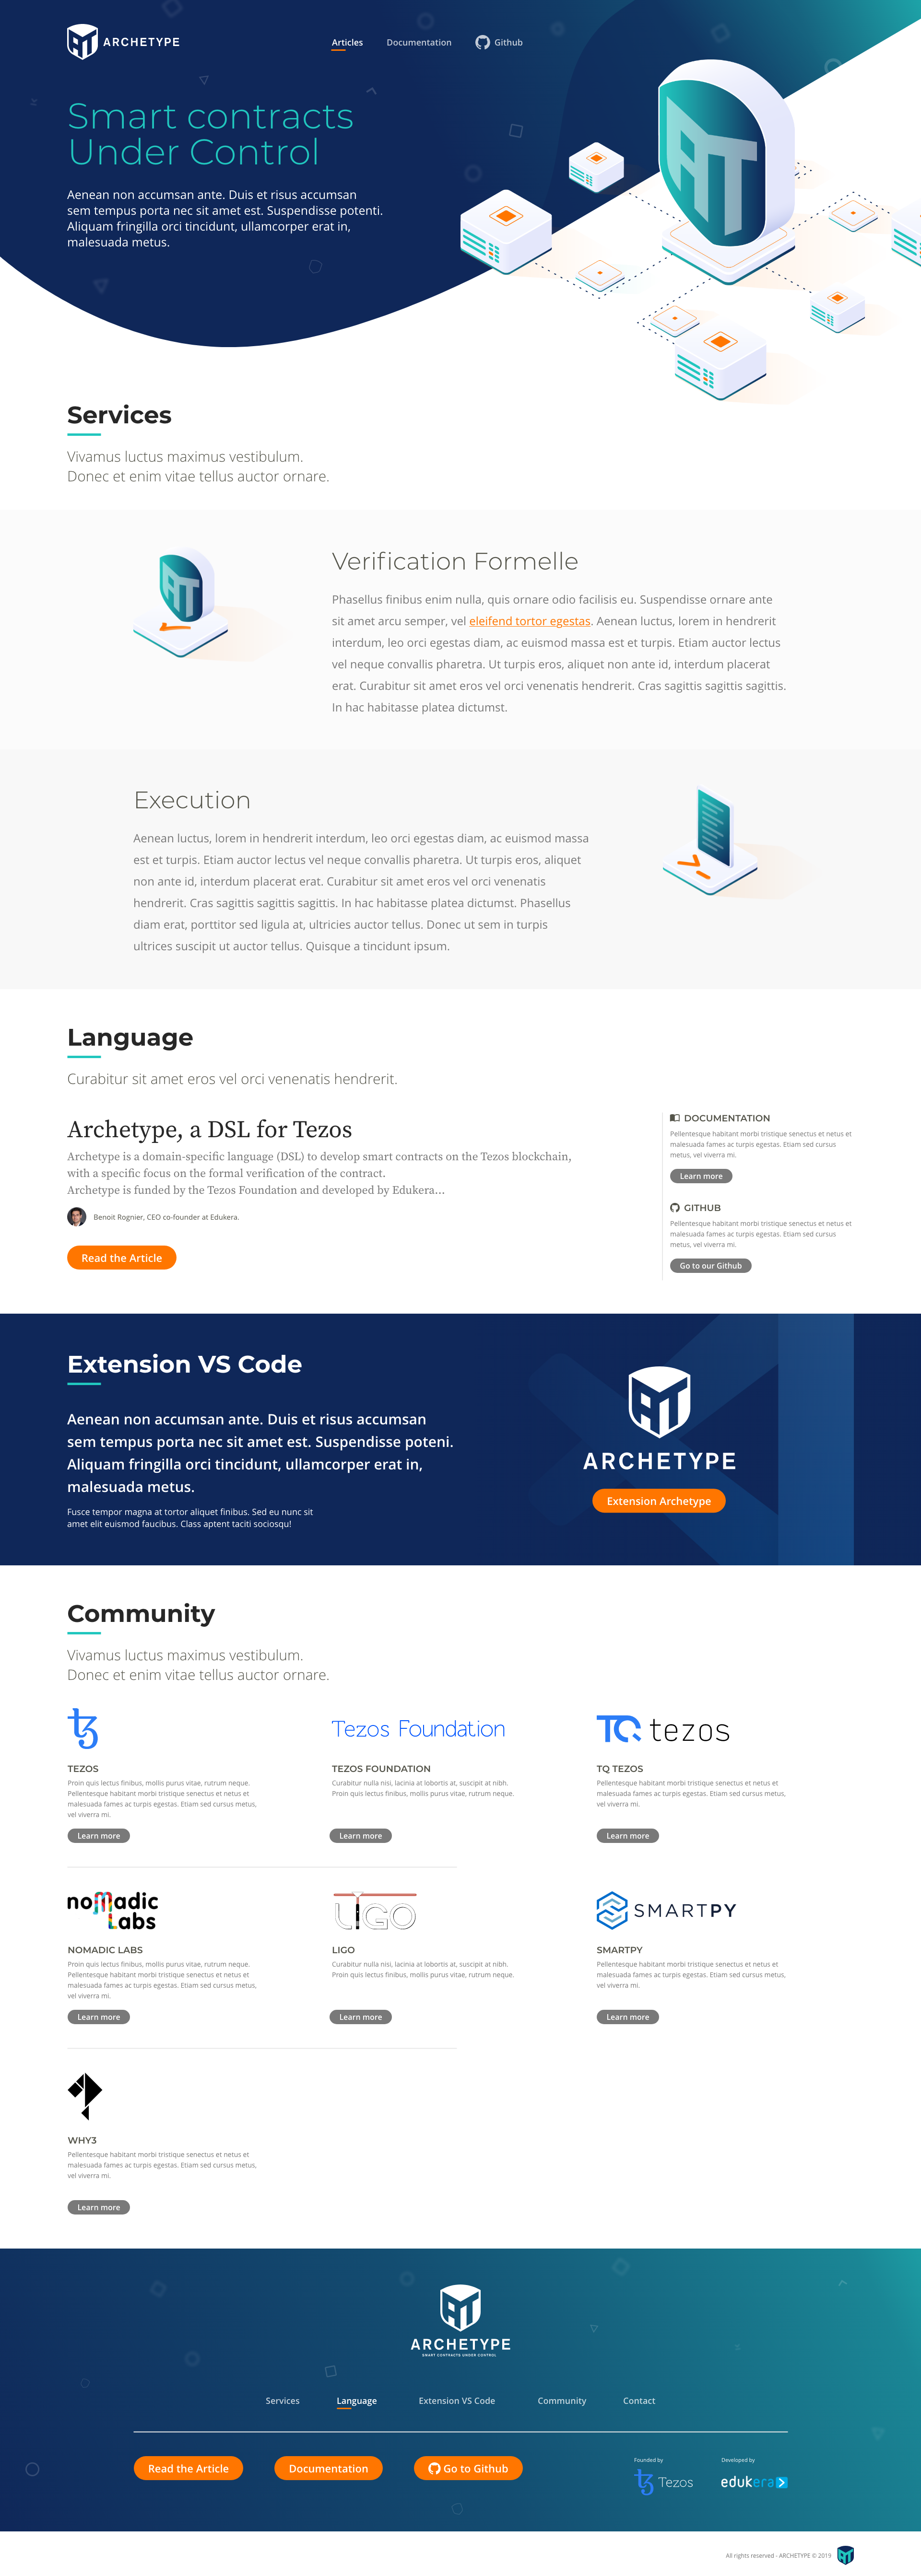 ARCHETYPE
Articles
Documentation
Github
Smart contracts
Under Control
Aenean non accumsan ante. Duis et risus accumsan
sem tempus porta nec sit amet est. Suspendisse potenti.
Aliquam fringilla orci tincidunt, ullamcorper erat in,
malesuada metus.
Services
Vivamus luctus maximus vestibulum.
Donec et enim vitae tellus auctor ornare.
Verification Formelle
Phasellus finibus enim nulla, quis ornare odio facilisis eu. Suspendisse ornare ante
sit amet arcu semper, vel eleifend tortor egestas. Aenean luctus, lorem in hendrerit
interdum, leo orci egestas diam, ac euismod massa est et turpis. Etiam auctor lectus
vel neque convallis pharetra. Ut turpis eros, aliquet non ante id, interdum placerat
erat. Curabitur sit amet eros vel orci venenatis hendrerit. Cras sagittis sagittis sagittis.
In hac habitasse platea dictumst.
Execution
Aenean luctus, lorem in hendrerit interdum, leo orci egestas diam, ac euismod massa
est et turpis. Etiam auctor lectus vel neque convallis pharetra. Ut turpis eros, aliquet
non ante id, interdum placerat erat. Curabitur sit amet eros vel orci venenatis
hendrerit. Cras sagittis sagittis sagittis. In hac habitasse platea dictumst. Phasellus
diam erat, porttitor sed ligula at, ultricies auctor tellus. Donec ut sem in turpis
ultrices suscipit ut auctor tellus. Quisque a tincidunt ipsum.
Language
Curabitur sit amet eros vel orci venenatis hendrerit.
Archetype, a DSL for Tezos
Archetype is a domain-specific language (DSL) to develop smart contracts on the Tezos blockchain,
with a specific focus on the formal verification of the contract.
Archetype is funded by the Tezos Foundation and developed by Edukera...
Benoit Rognier, CEO co-founder at Edukera.
Read the Article
DOCUMENTATION
Pellentesque habitant morbi tristique senectus et netus et
malesuada fames ac turpis egestas. Etiam sed cursus
metus, vel viverra mi.
Learn more
GITHUB
Pellentesque habitant morbi tristique senectus et netus et
malesuada fames ac turpis egestas. Etiam sed cursus
metus, vel viverra mi.
Go to our Github
Extension VS Code
Aenean non accumsan ante. Duis et risus accumsan
sem tempus porta nec sit amet est. Suspendisse poteni.
Aliquam fringilla orci tincidunt, ullamcorper erat in,
malesuada metus.
Fusce tempor magna at tortor aliquet finibus. Sed eu nunc sit
amet elit euismod faucibus. Class aptent taciti sociosqu!
ARCHETYPE
Extension Archetype
Community
Vivamus luctus maximus vestibulum.
Donec et enim vitae tellus auctor ornare.
TEZOS
Proin quis lectus finibus, mollis purus vitae, rutrum neque.
Pellentesque habitant morbi tristique senectus et netus et
malesuada fames ac turpis egestas. Etiam sed cursus metus,
vel viverra mi.
Learn more
Tezos Foundation
TEZOS FOUNDATION
Curabitur nulla nisi, lacinia at lobortis at, suscipit at nibh.
Proin quis lectus finibus, mollis purus vitae, rutrum neque.
Learn more
TQ tezos
TQ TEZOS
Pellentesque habitant morbi tristique senectus et netus et
malesuada fames ac turpis egestas. Etiam sed cursus metus,
vel viverra mi.
Learn more
nomadic
Labs
NOMADIC LABS
Proin quis lectus finibus, mollis purus vitae, rutrum neque.
Pellentesque habitant morbi tristique senectus et netus et
malesuada fames ac turpis egestas. Etiam sed cursus metus,
vel viverra mi.
Learn more
LIGO
LIGO
Curabitur nulla nisi, lacinia at lobortis at, suscipit at nibh.
Proin quis lectus finibus, mollis purus vitae, rutrum neque.
Learn more
SMARTPY
SMARTPY
Pellentesque habitant morbi tristique senectus et netus et
malesuada fames ac turpis egestas. Etiam sed cursus metus,
vel viverra mi.
Learn more
WHY3
Pellentesque habitant morbi tristique senectus et netus et
malesuada fames ac turpis egestas. Etiam sed cursus metus,
vel viverra mi.
Learn more
ARCHETYPE
SMART CONTRACTS UNDER CONTROL
Services
Language
Extension VS Code
Community
Contact
Read the Article
Documentation
Go to Github
Founded by
Tezos
Developed by
edukera
All rights reserved - ARCHETYPE © 2019